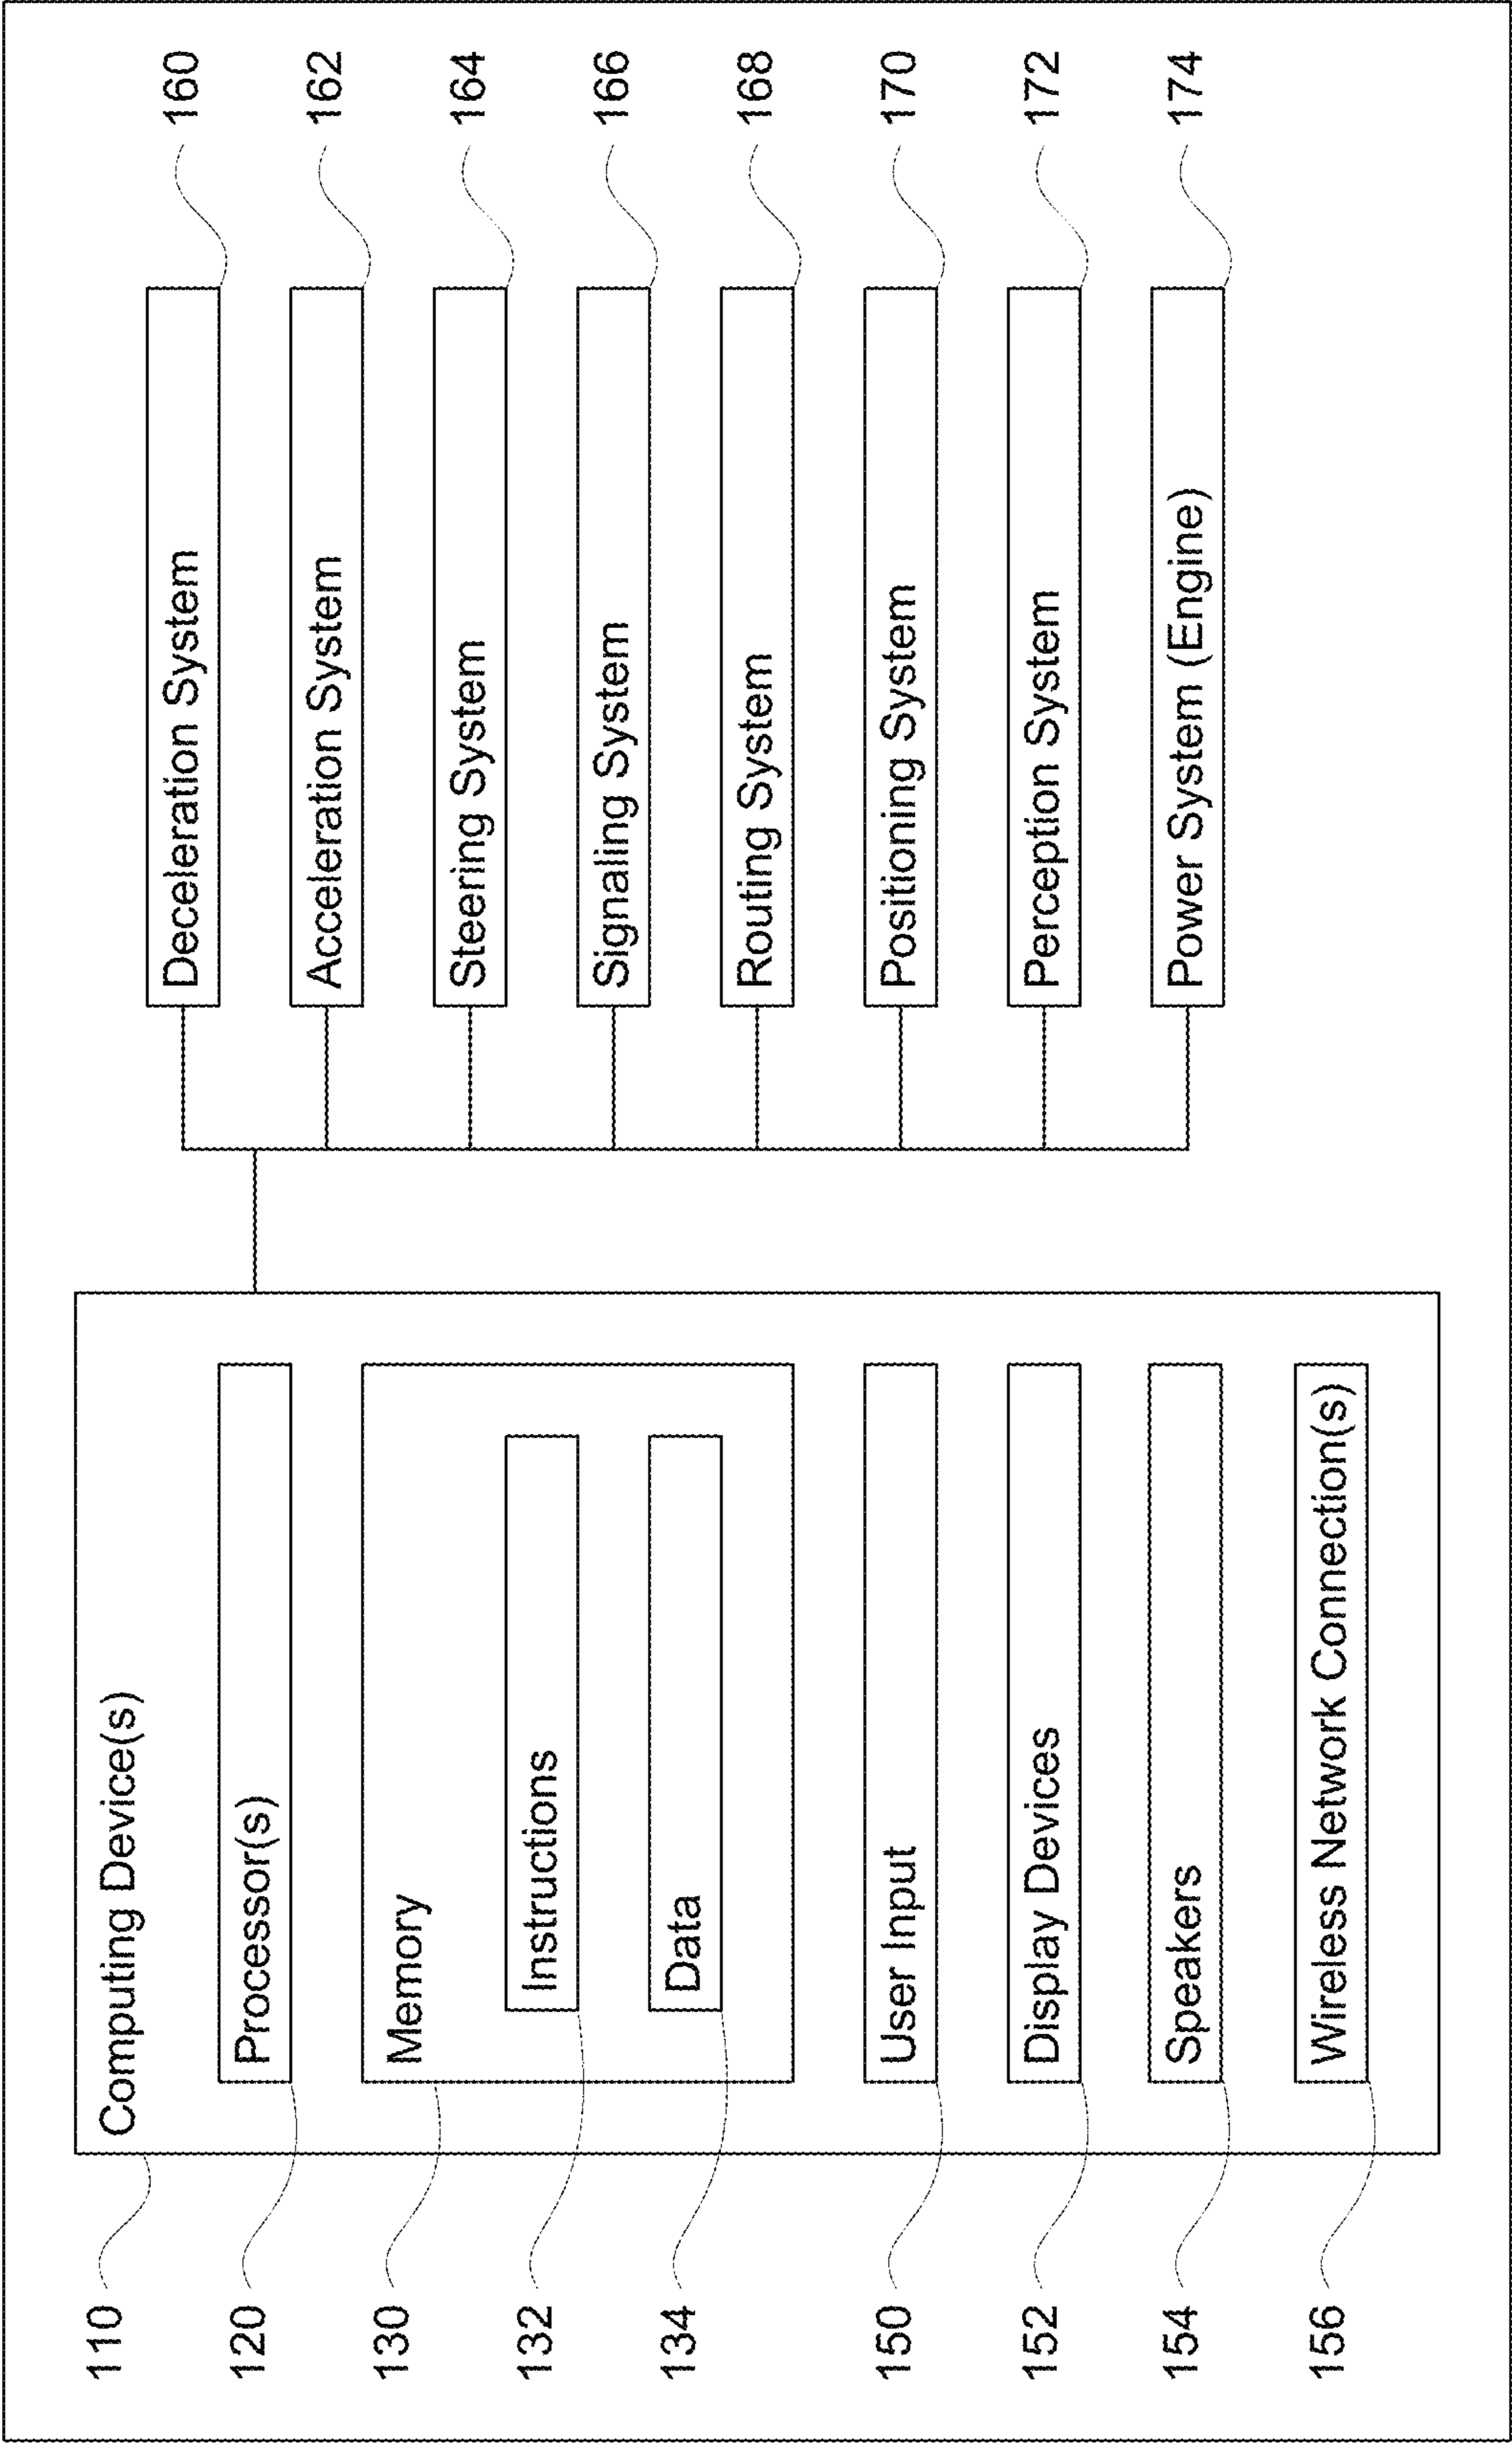 110
Computing Device(s)
120
Processor(s)
130
Memory
132
Instructions
134
Data
150
User Input
152
Display Devices
154
Speakers
156
Wireless Network Connection(s)
Deceleration System
160
Acceleration System
162
Steering System
164
Signaling System
166
Routing System
168
Positioning System
170
Perception System
172
Power System (Engine)
174